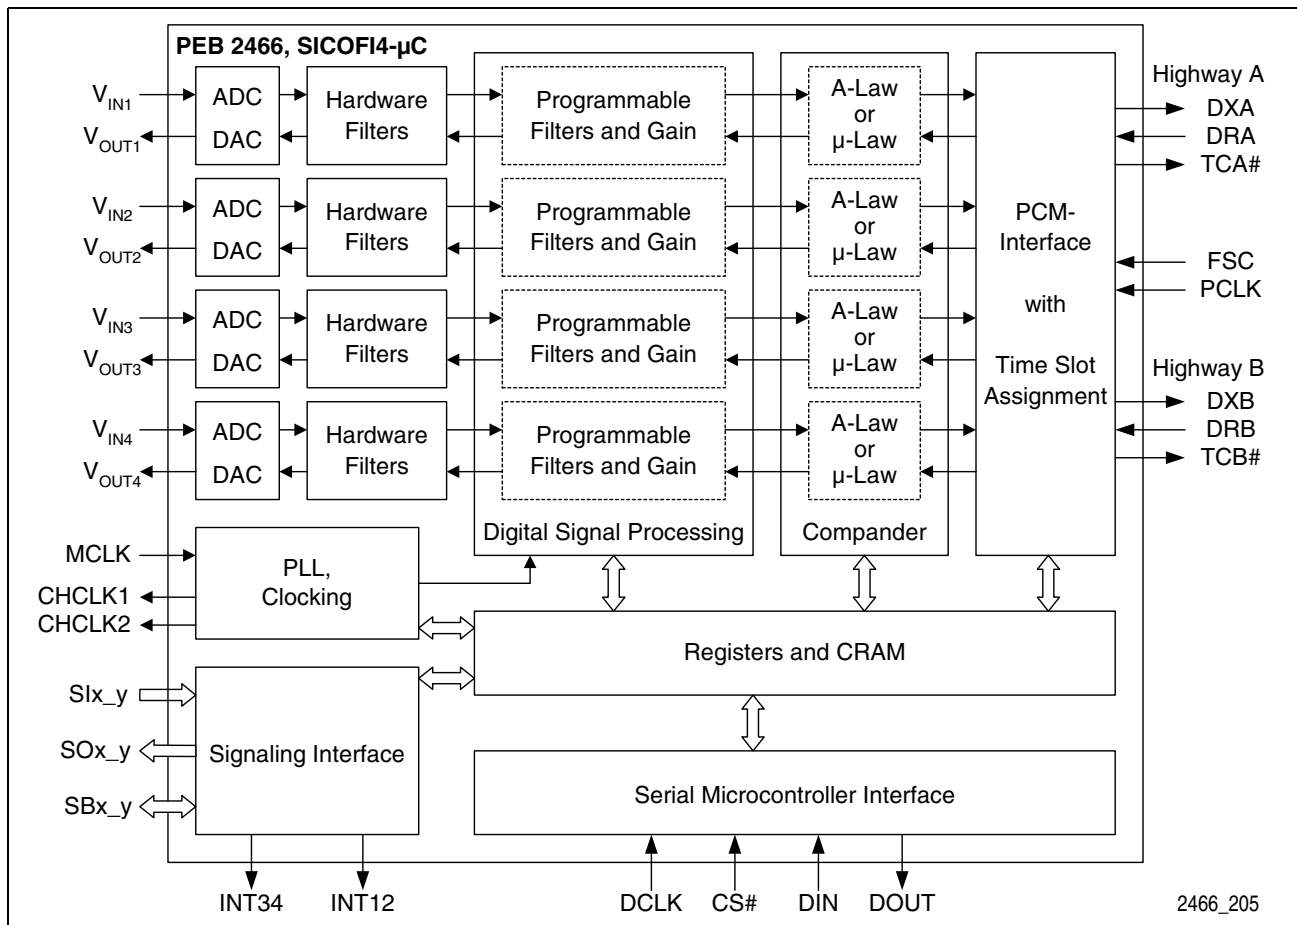 PEB 2466, SICOFI4-µC
Highway A
VIN1
ADC
Hardware
Filters
Programmable
Filters and Gain
A-Law
or
µ-Law
DXA
VOUT1
DAC
DRA
TCA#
VIN2
ADC
Hardware
Filters
Programmable
Filters and Gain
A-Law
or
µ-Law
VOUT2
DAC
PCM-
Interface
with
Time Slot
Assignment
FSC
PCLK
VIN3
ADC
Hardware
Filters
Programmable
Filters and Gain
A-Law
or
µ-Law
VOUT3
DAC
Highway B
DXB
VIN4
ADC
Hardware
Filters
Programmable
Filters and Gain
A-Law
or
µ-Law
DRB
VOUT4
DAC
TCB#
Digital Signal Processing
Compander
MCLK
PLL,
Clocking
CHCLK1
CHCLK2
Registers and CRAM
SIx_y
SOx_y
Signaling Interface
SBx_y
Serial Microcontroller Interface
INT34
INT12
DCLK
CS#
DIN
DOUT
2466_205